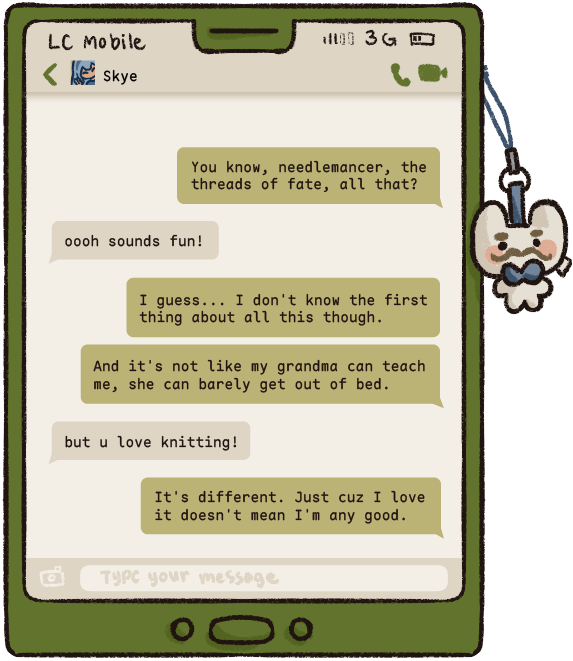 LC Mobile
3G
Skye
You know, needlemancer, the
threads of fate, all that?
oooh sounds fun!
I guess... I don't know the first
thing about all this though.
And it's not like my grandma can teach
me, she can barely get out of bed.
but u love knitting!
It's different. Just cuz I love
it doesn't mean I'm any good.
Type your message